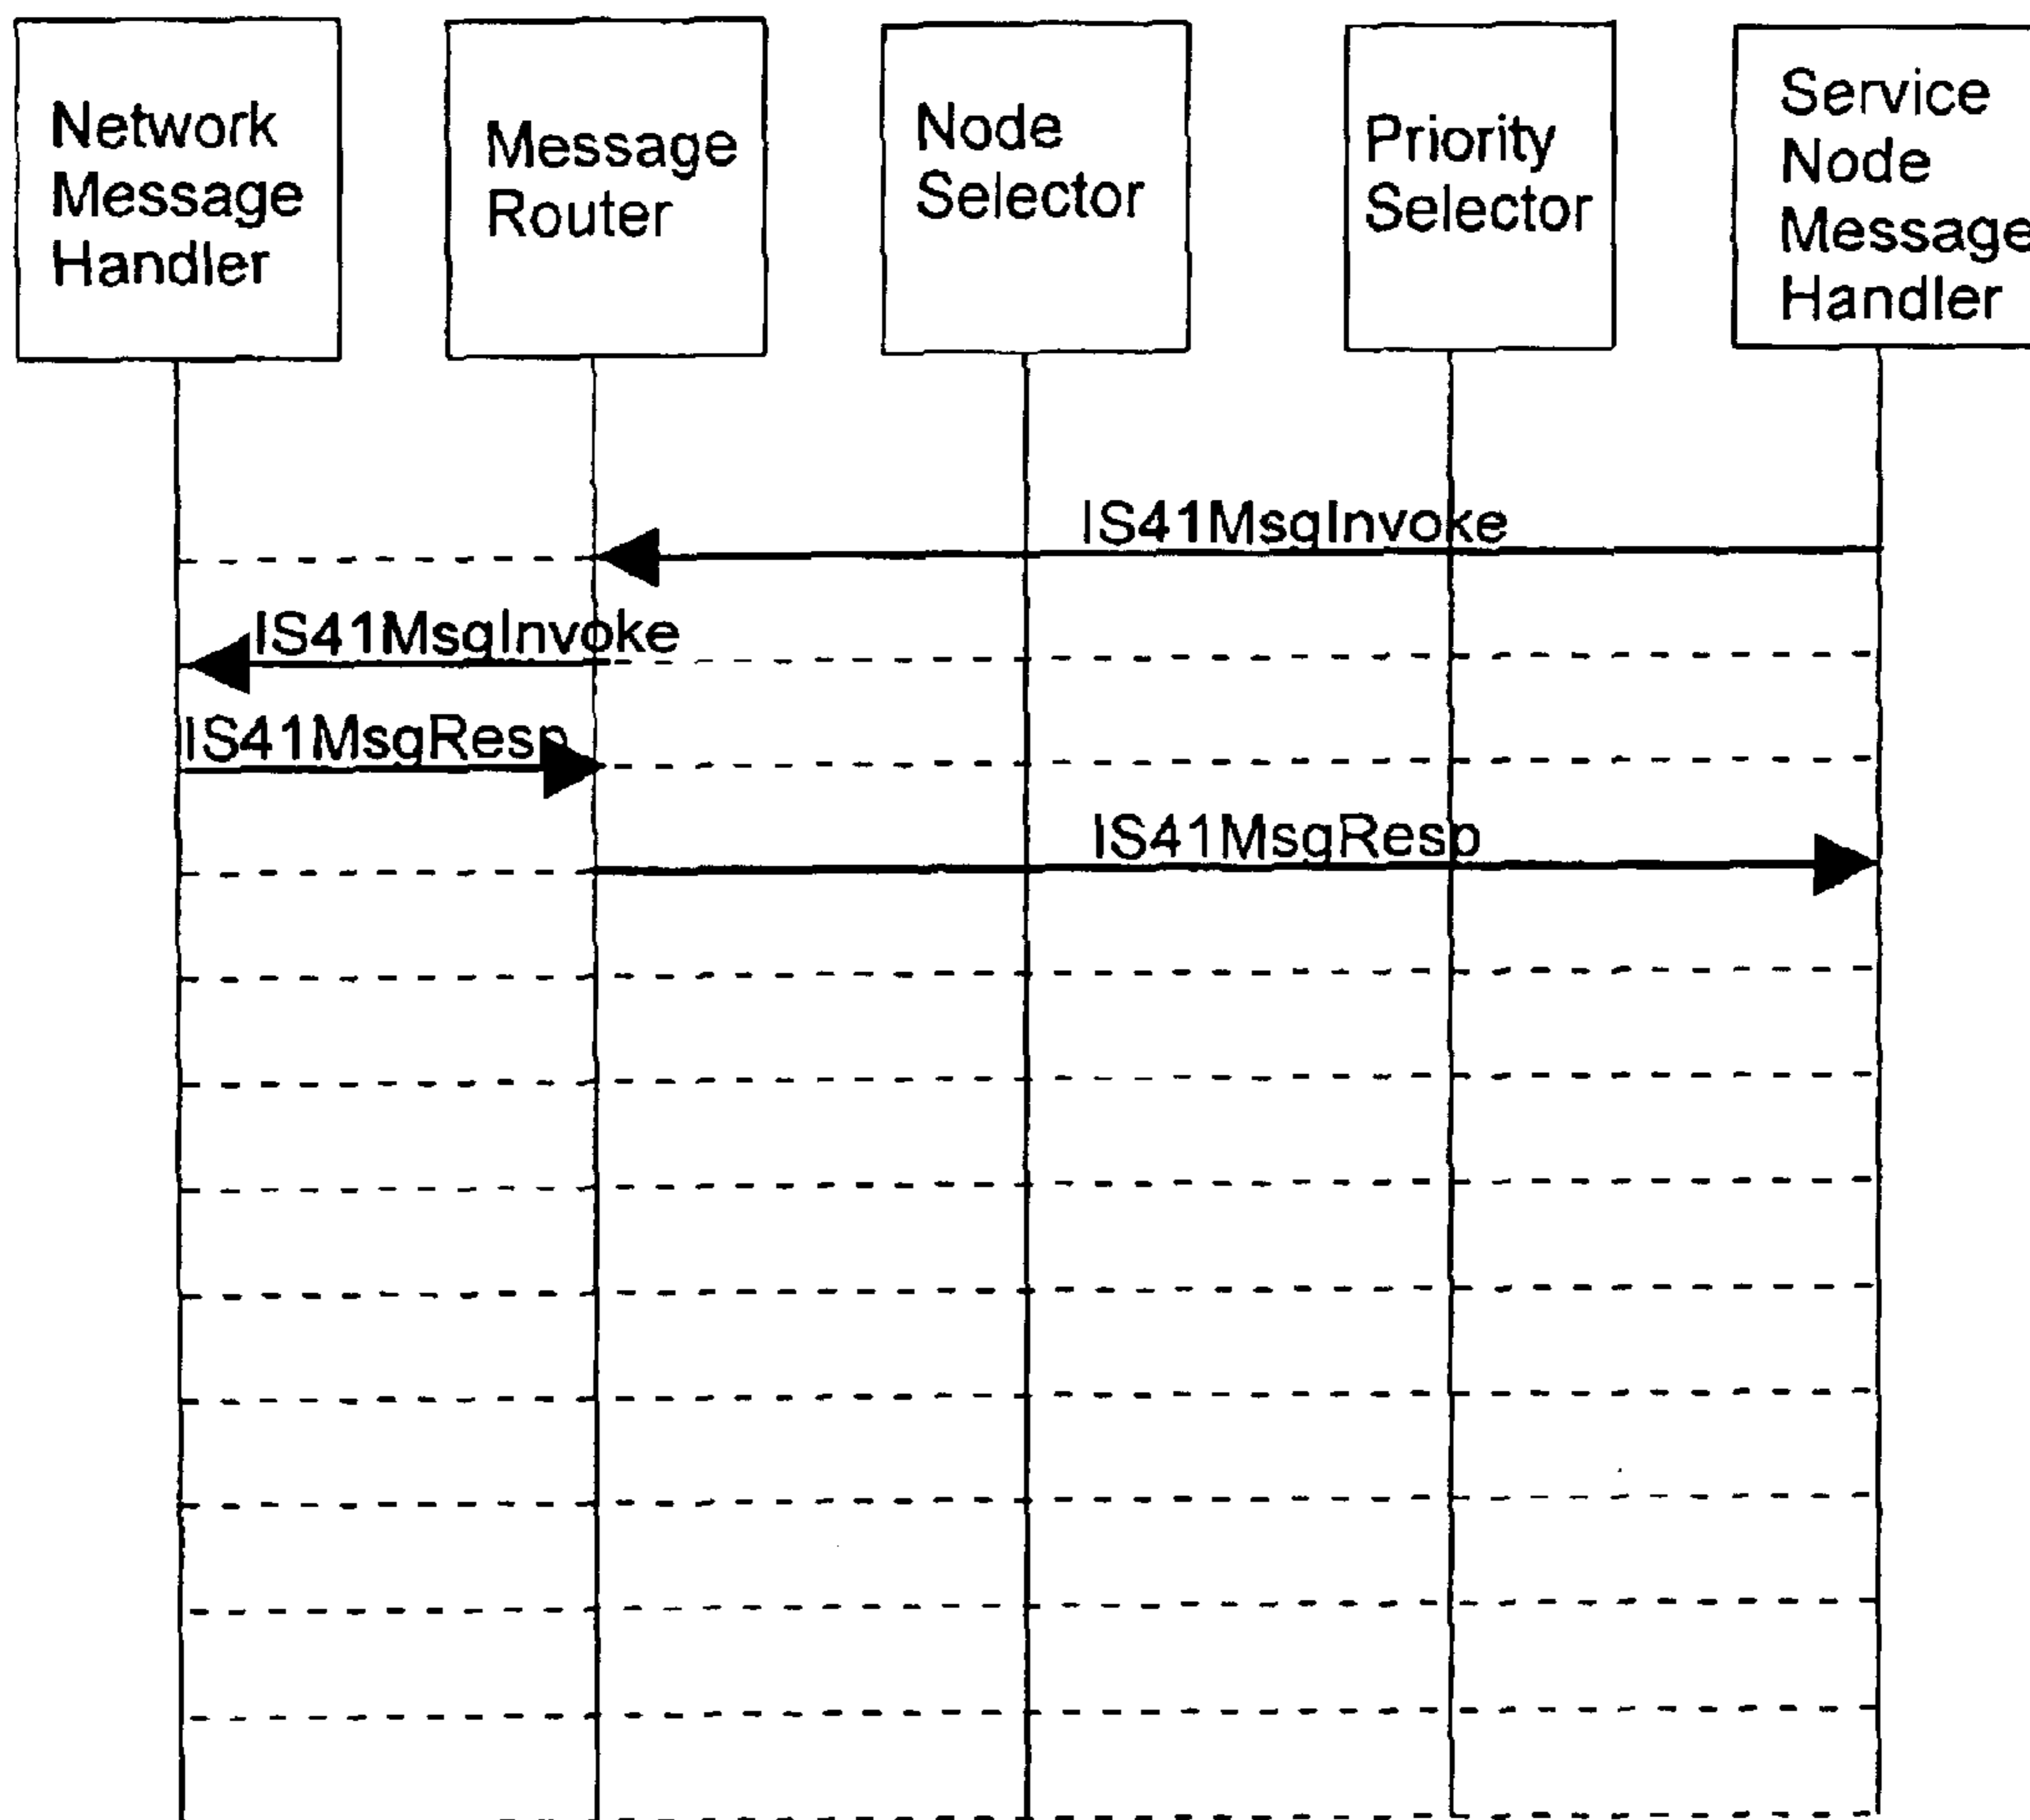 Network
Message
Handler
Message
Router
Node
Selector
Priority
Selector
Service
Node
Message
Handler
IS41MsgInvoke
IS41MsgInvoke
IS41MsgResp
IS41MsgResp